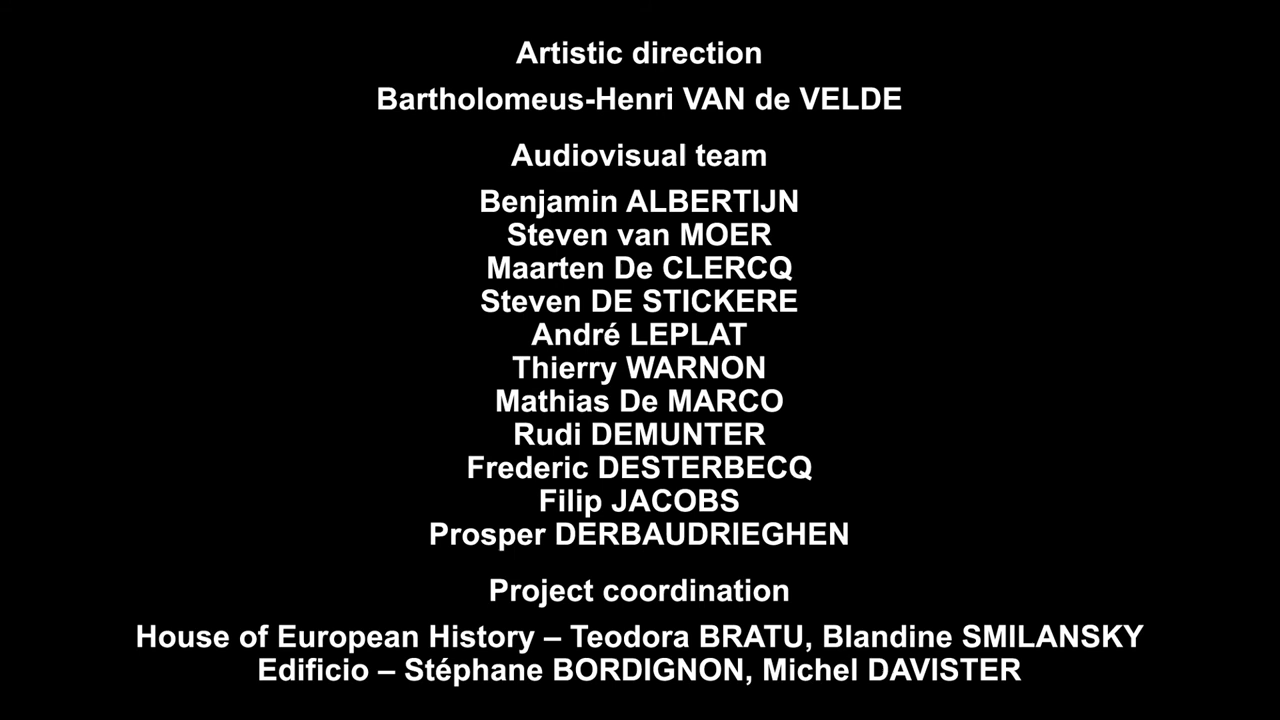 Artistic direction
Bartholomeus-Henri VAN de VELDE
Audiovisual team
Benjamin ALBERTIJN
Steven van MOER
Maarten De CLERCQ
Steven DE STICKERE
André LEPLAT
Thierry WARNON
Mathias De MARCO
Rudi DEMUNTER
Frederic DESTERBECQ
Filip JACOBS
Prosper DERBAUDRIEGHEN
Project coordination
House of European History – Teodora BRATU, Blandine SMILANSKY
Edificio – Stéphane BORDIGNON, Michel DAVISTER